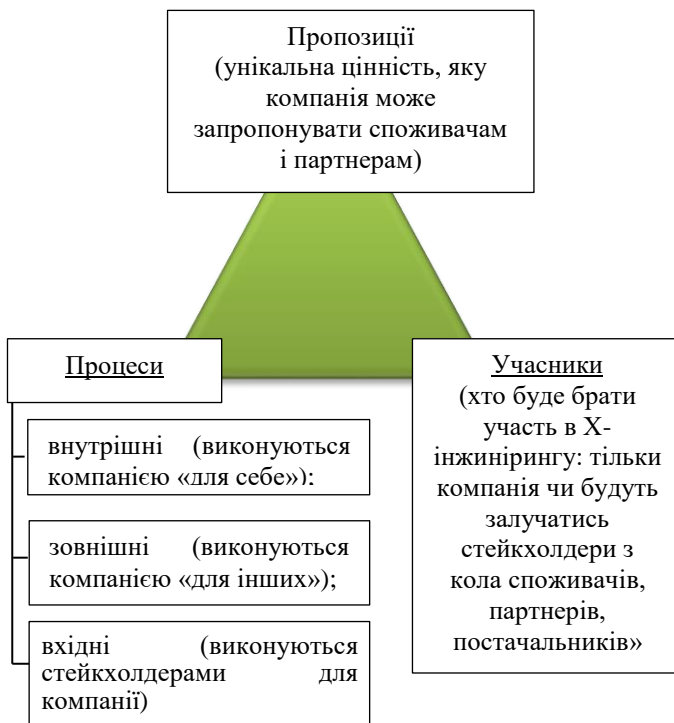 Пропозиції
(унікальна цінність, яку
компанія може
запропонувати споживачам
і партнерам)
Процеси
внутрішні (виконуються
компанією «для себе»);
зовнішні (виконуються
компанією «для інших»);
вхідні (виконуються
стейкхолдерами для
компанії)
Учасники
(хто буде брати
участь в Х-
інжинірингу: тільки
компанія чи будуть
залучатись
стейкхолдери з
кола споживачів,
партнерів,
постачальників»